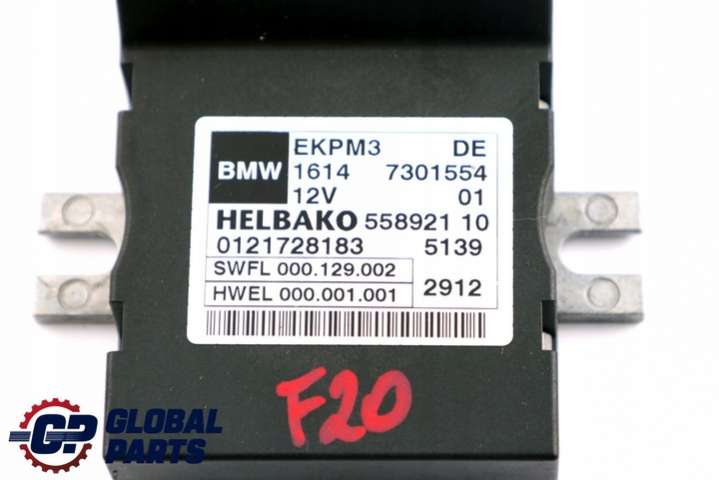 BMW EKPM3 DE
1614 7301554
12V 01
HELBAKO 558921 10
0121728183 5139
SWFL 000.129.002
HWEL 000.001.001 2912
F20
GP GLOBAL
PARTS